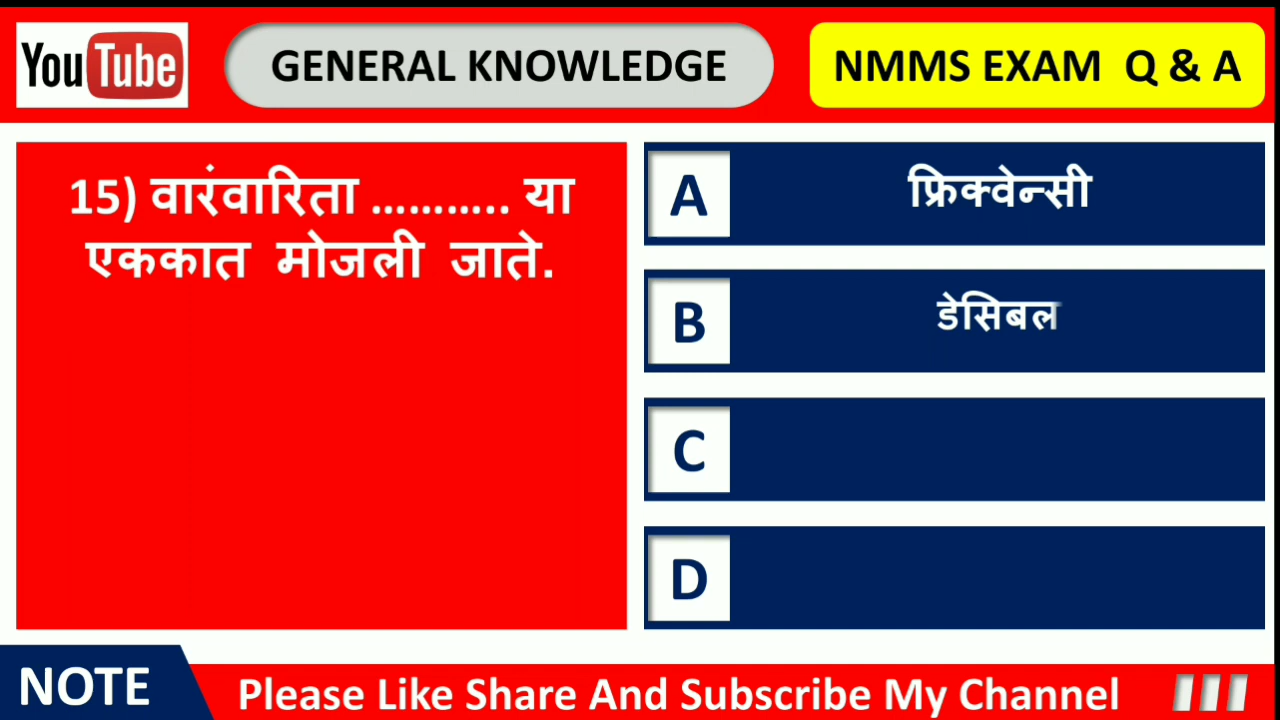 YouTube
GENERAL KNOWLEDGE
NMMS EXAM Q & A
15) वारंवारिता ……….. या
एककात मोजली जाते.
A
फ्रिक्वेन्सी
B
डेसिबल
C
D
NOTE
Please Like Share And Subscribe My Channel